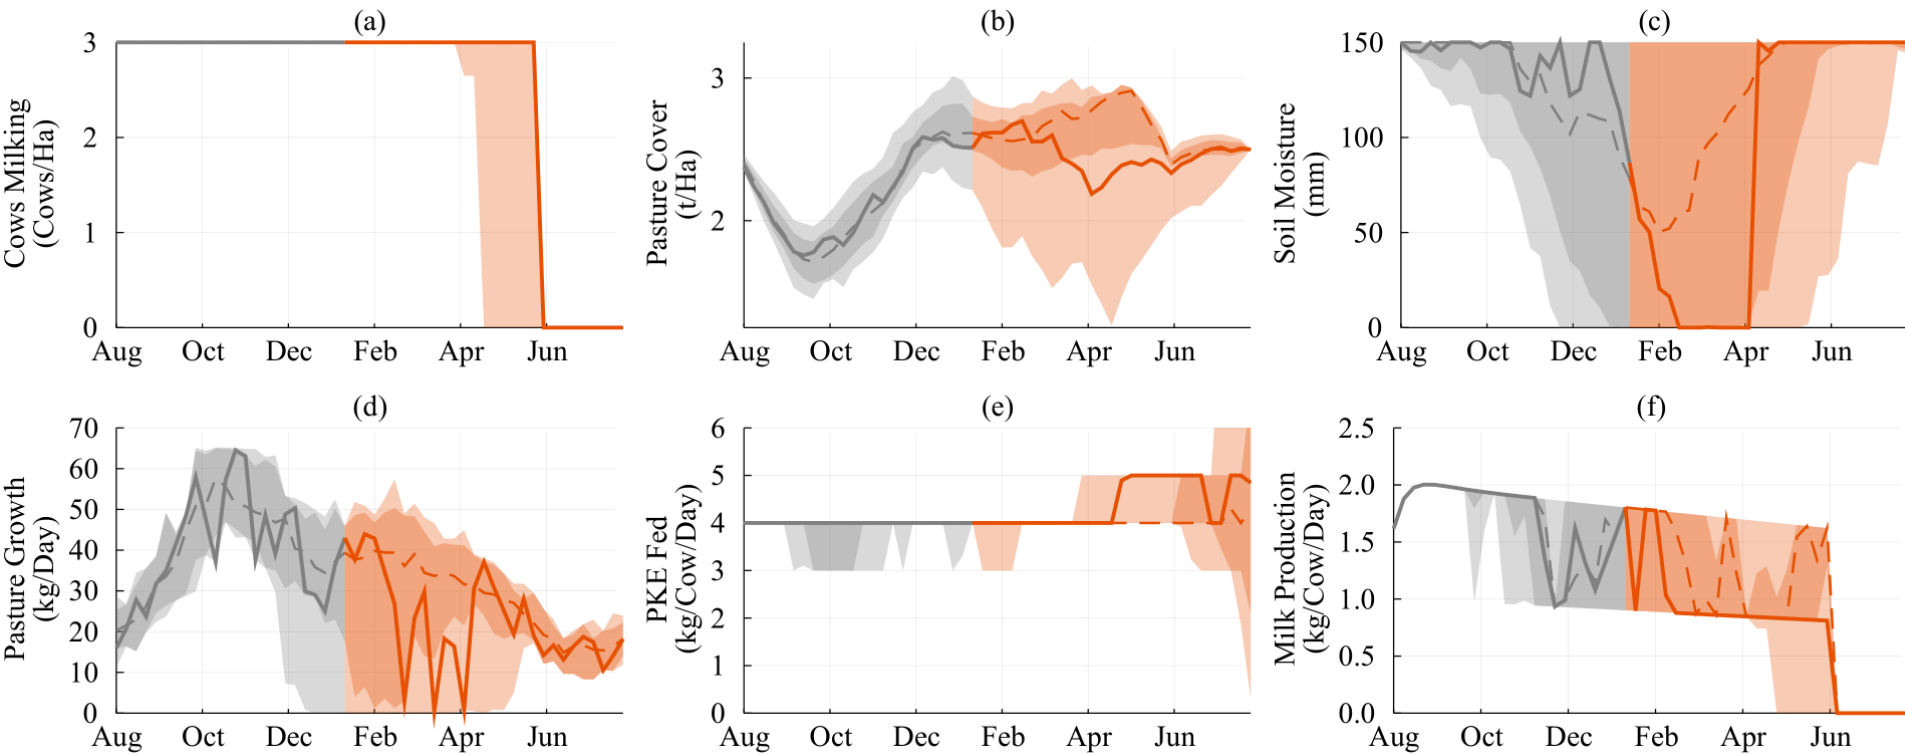 (a)
Cows Milking
(Cows/Ha)
3
2
1
0
Aug Oct Dec Feb Apr Jun
(b)
Pasture Cover
(t/Ha)
3
2
Aug Oct Dec Feb Apr Jun
(c)
Soil Moisture
(mm)
150
100
50
0
Aug Oct Dec Feb Apr Jun
(d)
Pasture Growth
(kg/Day)
70
60
50
40
30
20
10
0
Aug Oct Dec Feb Apr Jun
(e)
PKE Fed
(kg/Cow/Day)
6
5
4
3
2
1
0
Aug Oct Dec Feb Apr Jun
(f)
Milk Production
(kg/Cow/Day)
2.5
2.0
1.5
1.0
0.5
0.0
Aug Oct Dec Feb Apr Jun